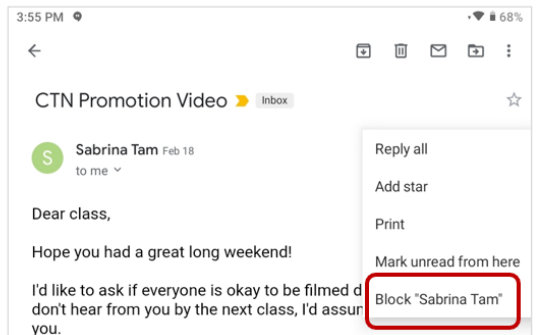 3:55 PM 68%
CTN Promotion Video Inbox
S
Sabrina Tam Feb 18
to me
Dear class,
Hope you had a great long weekend!
I'd like to ask if everyone is okay to be filmed d
don't hear from you by the next class, I'd assur
you.
Reply all
Add star
Print
Mark unread from here
Block "Sabrina Tam"